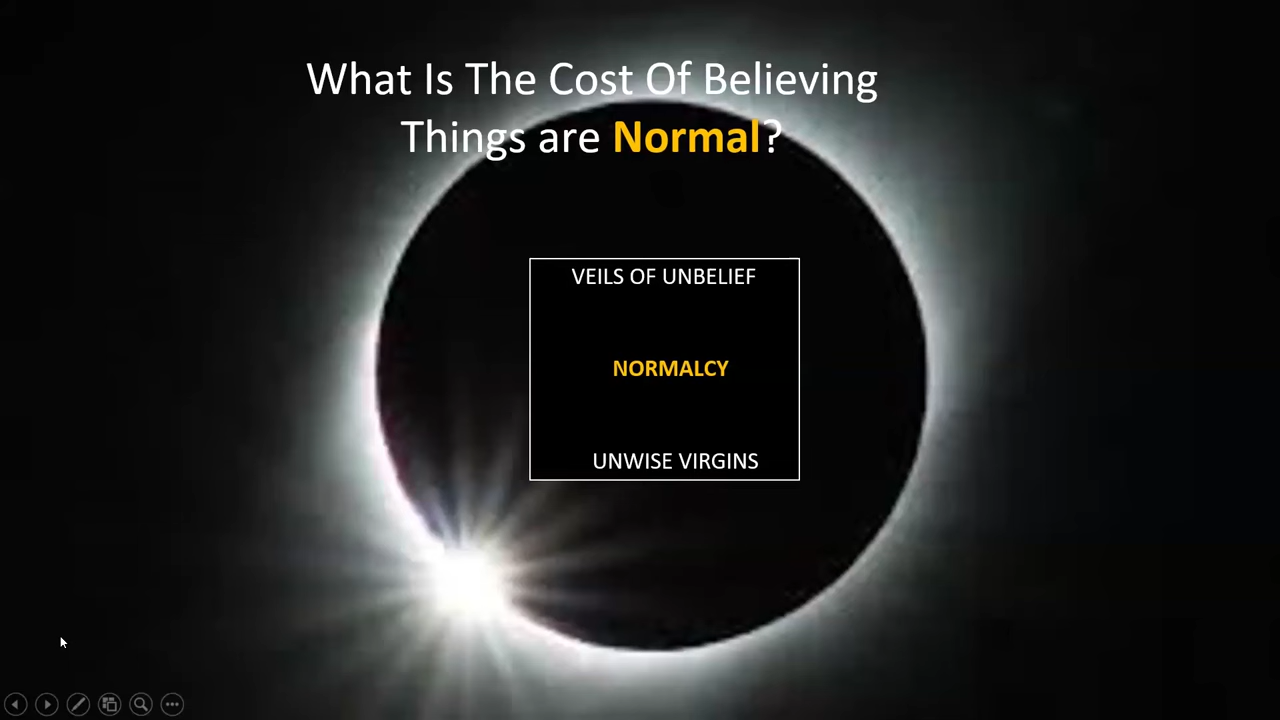 What Is The Cost Of Believing
Things are Normal?
VEILS OF UNBELIEF
NORMALCY
UNWISE VIRGINS